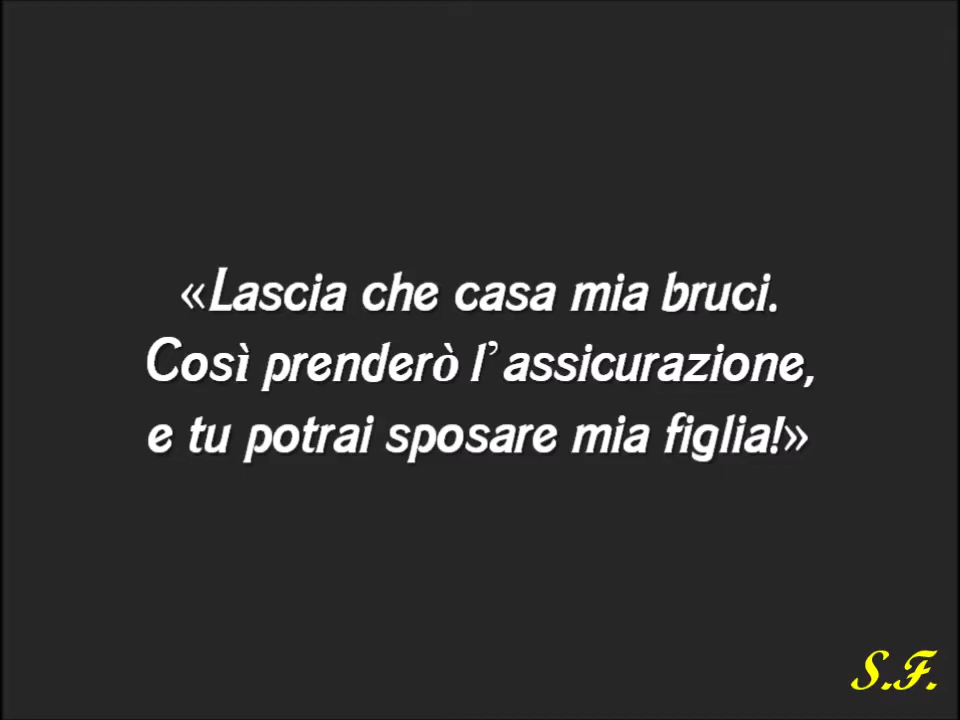 «Lascia che casa mia bruci.
Così prenderò l’assicurazione,
e tu potrai sposare mia figlia!»
S.F.